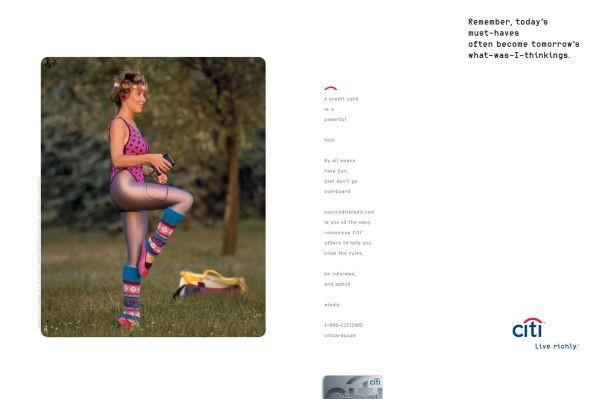 Remember, today's
must-haves
often become tomorrow's
what-was-I-thinkings.
A credit card
is a
powerful
tool.
By all means
have fun,
just don't go
overboard.
usecreditwisely.com
is one of the many
resources Citi
offers to help you
know the rules,
be informed,
and spend
wisely.
1-800-CITICARD
citicards.com
citi
Live richly.
citi